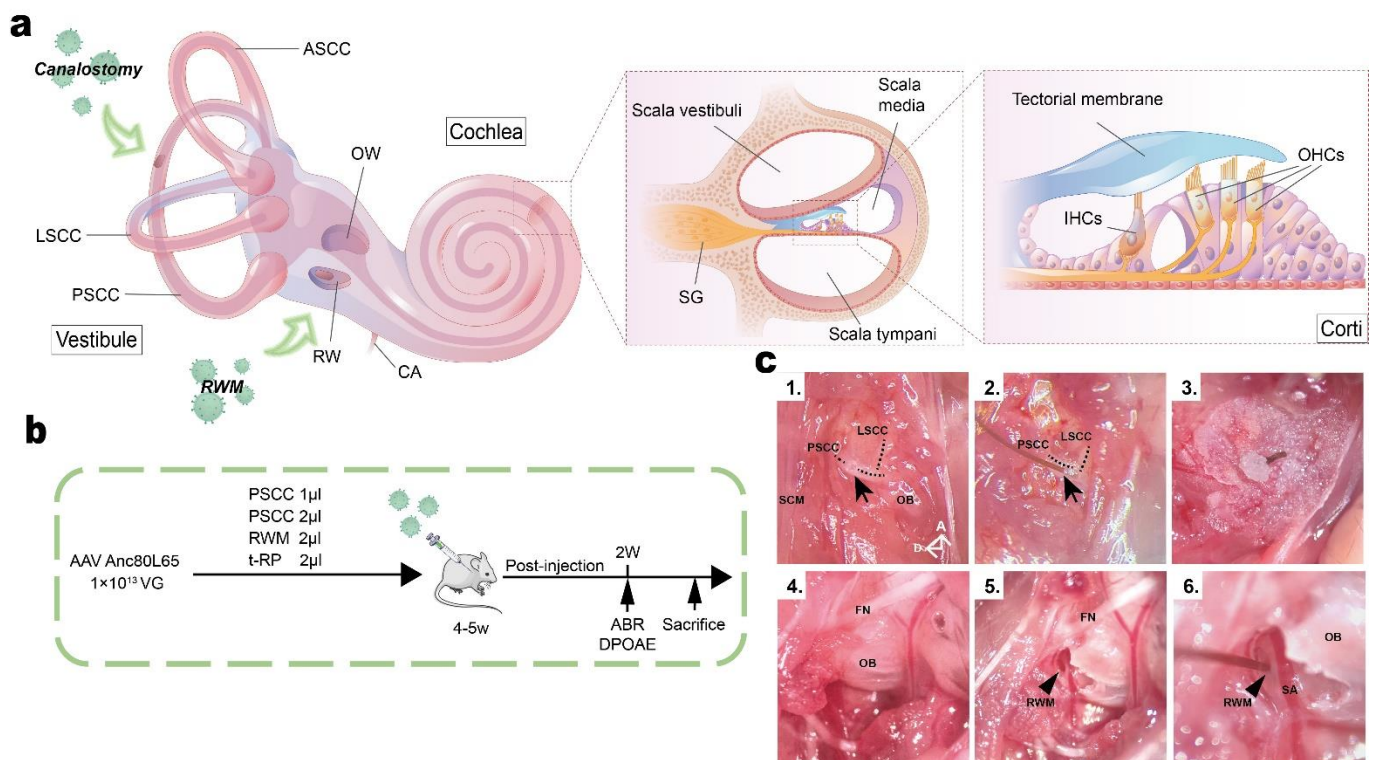 a
Canalostomy
ASCC
OW
Cochlea
LSCC
PSCC
Vestibule
RWM
RW
CA
Scala vestibuli
Scala
media
SG
Scala tympani
Tectorial membrane
OHCs
IHCs
Corti
b
AAV Anc80L65
1×10¹³ VG
PSCC 1μl
PSCC 2μl
RWM 2μl
t-RP 2μl
4-5w
Post-injection
2W
ABR
DPOAE
Sacrifice
c
1.
PSCC
LSCC
SCM
OB
A
D
2.
PSCC
LSCC
3.
4.
FN
OB
5.
FN
RWM
6.
OB
RWM
SA